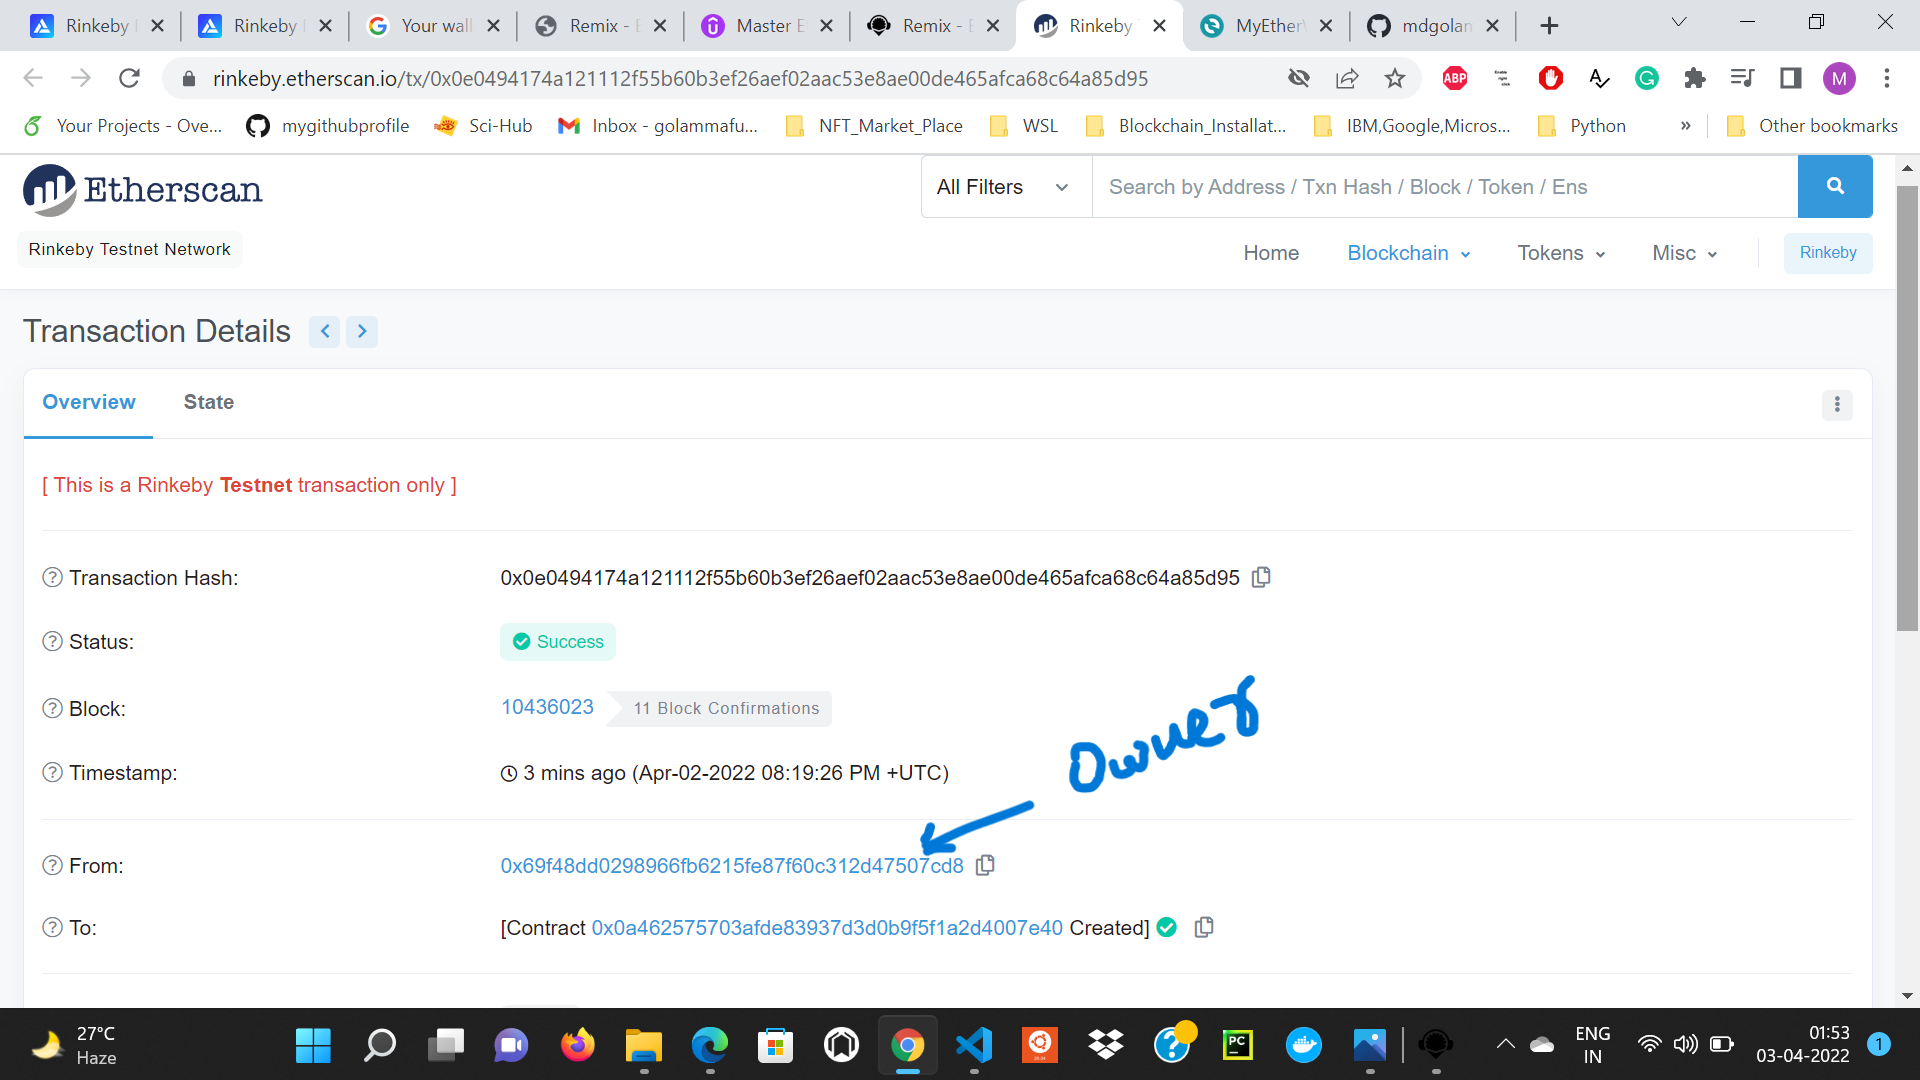 Rinkeby
Rinkeby
Your wall
Remix - E
Master E
Remix - E
Rinkeby
MyEther
mdgolan
rinkeby.etherscan.io/tx/0x0e0494174a121112f55b60b3ef26aef02aac53e8ae00de465afca68c64a85d95
ABP
M
Your Projects - Ove...
mygithubprofile
Sci-Hub
Inbox - golammafu...
NFT_Market_Place
WSL
Blockchain_Installat...
IBM,Google,Micros...
Python
»
Other bookmarks
Etherscan
All Filters
Search by Address / Txn Hash / Block / Token / Ens
Rinkeby Testnet Network
Home
Blockchain
Tokens
Misc
Rinkeby
Transaction Details
Overview
State
[ This is a Rinkeby Testnet transaction only ]
Transaction Hash:
0x0e0494174a121112f55b60b3ef26aef02aac53e8ae00de465afca68c64a85d95
Status:
Success
Block:
10436023
11 Block Confirmations
Timestamp:
3 mins ago (Apr-02-2022 08:19:26 PM +UTC)
Owner
From:
0x69f48dd0298966fb6215fe87f60c312d47507cd8
To:
[Contract 0x0a462575703afde83937d3d0b9f5f1a2d4007e40 Created]
27°C
Haze
PC
ENG
IN
01:53
03-04-2022
1